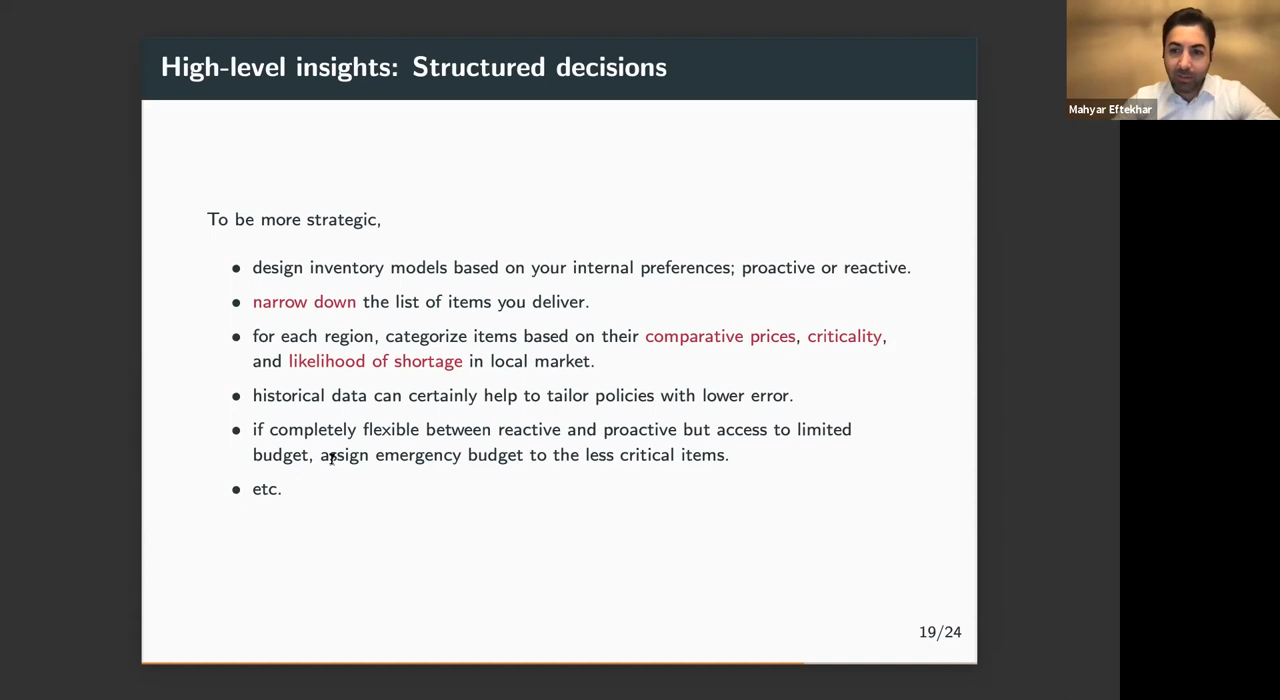 High-level insights: Structured decisions
Mahyar Eftekhar
To be more strategic,
• design inventory models based on your internal preferences; proactive or reactive.
• narrow down the list of items you deliver.
• for each region, categorize items based on their comparative prices, criticality,
and likelihood of shortage in local market.
• historical data can certainly help to tailor policies with lower error.
• if completely flexible between reactive and proactive but access to limited
budget, assign emergency budget to the less critical items.
• etc.
19/24